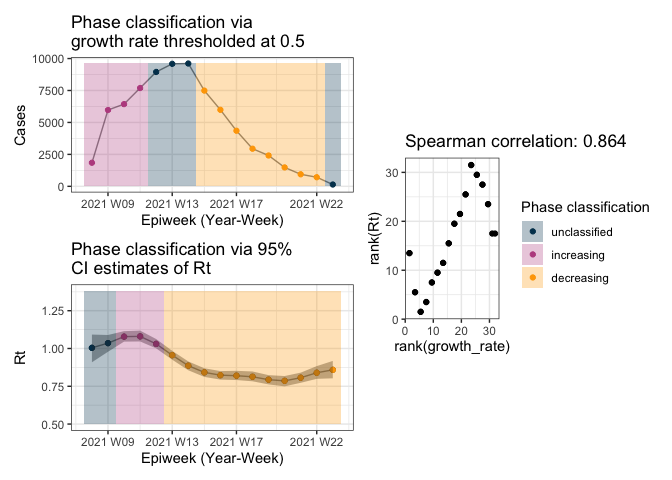 Phase classification via
growth rate thresholded at 0.5
10000
7500
5000
2500
0
Cases
2021 W09
2021 W13
2021 W17
2021 W22
Epiweek (Year-Week)
Phase classification via 95%
CI estimates of Rt
1.25
1.00
0.75
0.50
Rt
2021 W09
2021 W13
2021 W17
2021 W22
Epiweek (Year-Week)
Spearman correlation: 0.864
30
20
10
0
rank(Rt)
0
10
20
30
rank(growth_rate)
Phase classification
unclassified
increasing
decreasing